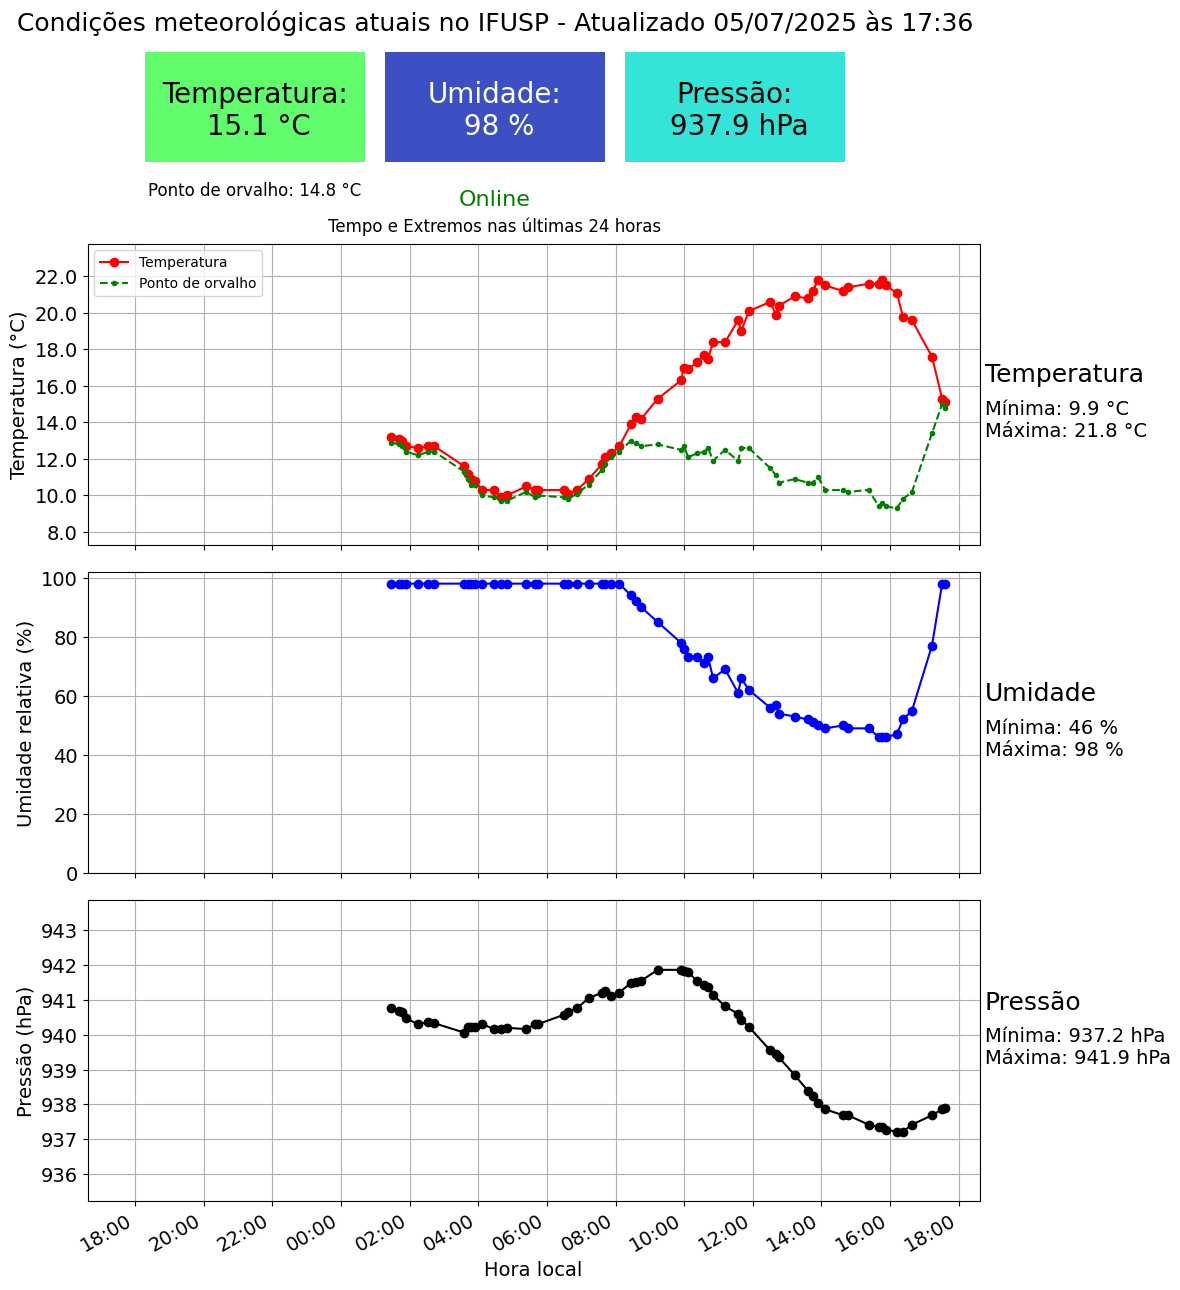 Condições meteorológicas atuais no IFUSP - Atualizado 05/07/2025 às 17:36
Temperatura:
15.1 °C
Umidade:
98 %
Pressão:
937.9 hPa
Ponto de orvalho: 14.8 °C
Online
Tempo e Extremos nas últimas 24 horas
Temperatura
Ponto de orvalho
Temperatura (°C)
22.0
20.0
18.0
16.0
14.0
12.0
10.0
8.0
Temperatura
Mínima: 9.9 °C
Máxima: 21.8 °C
Umidade relativa (%)
100
80
60
40
20
0
Umidade
Mínima: 46 %
Máxima: 98 %
Pressão (hPa)
943
942
941
940
939
938
937
936
Pressão
Mínima: 937.2 hPa
Máxima: 941.9 hPa
18:00
20:00
22:00
00:00
02:00
04:00
06:00
08:00
10:00
12:00
14:00
16:00
18:00
Hora local